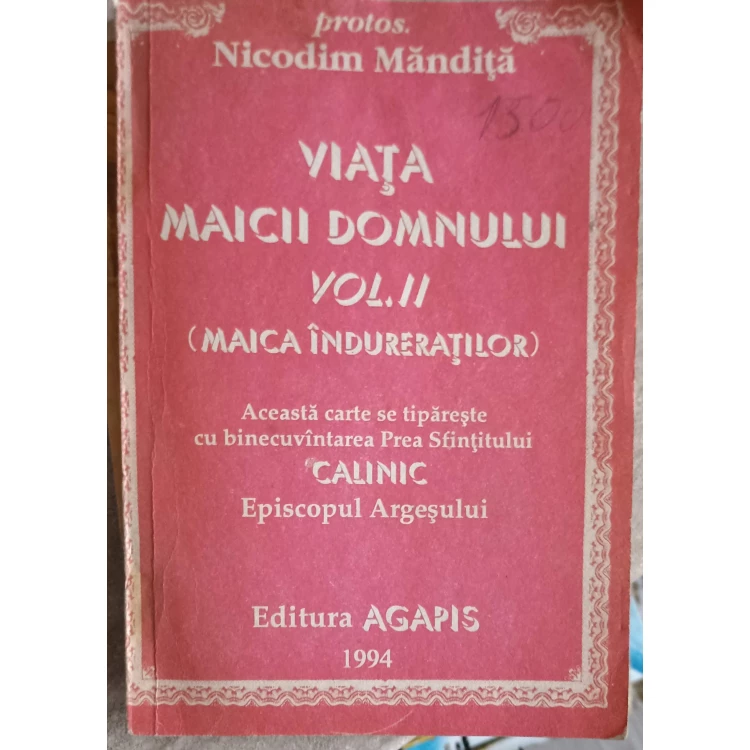 protos.
Nicodim Măndiță
1500
VIAŢA
MAICII DOMNULUI
VOL. II
(MAICA ÎNDURERAŢILOR)
Această carte se tipăreşte
cu binecuvîntarea Prea Sfinţitului
CALINIC
Episcopul Argeşului
Editura AGAPIS
1994